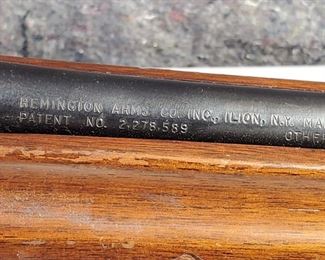 REMINGTON ARMS CO. INC., ILION, N.Y. MA
PATENT NO. 2,278,589 OTHE